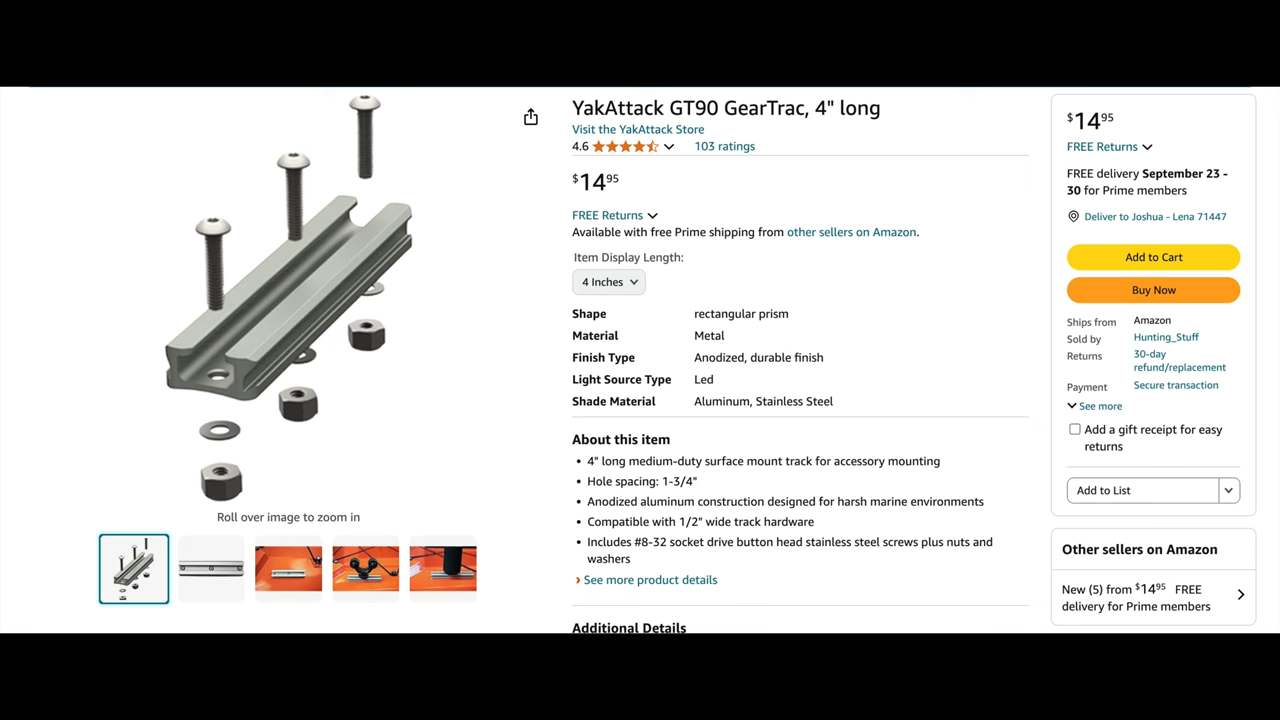 YakAttack GT90 GearTrac, 4" long
Visit the YakAttack Store
4.6
103 ratings
$14 95
FREE Returns
Available with free Prime shipping from other sellers on Amazon.
Item Display Length:
4 Inches
Shape rectangular prism
Material Metal
Finish Type Anodized, durable finish
Light Source Type Led
Shade Material Aluminum, Stainless Steel
About this item
• 4" long medium-duty surface mount track for accessory mounting
• Hole spacing: 1-3/4"
• Anodized aluminum construction designed for harsh marine environments
• Compatible with 1/2" wide track hardware
• Includes #8-32 socket drive button head stainless steel screws plus nuts and
washers
› See more product details
Additional Details
Roll over image to zoom in
$14 95
FREE Returns
FREE delivery September 23 -
30 for Prime members
Deliver to Joshua - Lena 71447
Add to Cart
Buy Now
Ships from Amazon
Sold by Hunting_Stuff
Returns 30-day
refund/replacement
Payment Secure transaction
See more
Add a gift receipt for easy
returns
Add to List
Other sellers on Amazon
New (5) from $14 95 FREE
delivery for Prime members